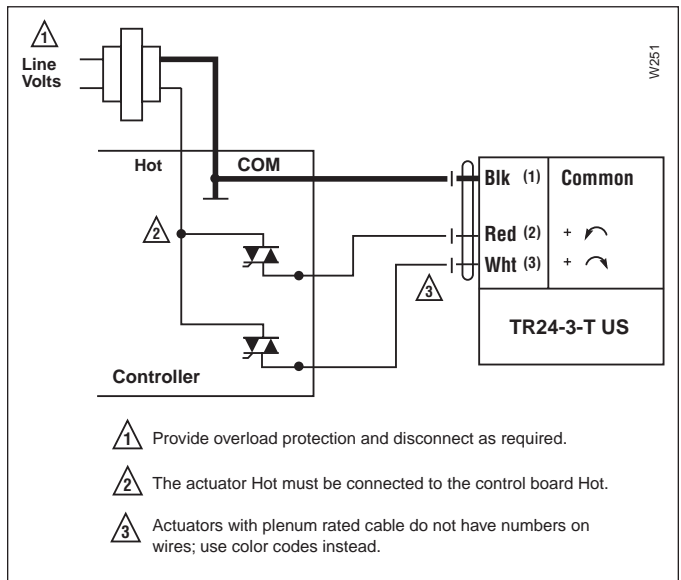 1
Line
Volts
W251
Hot COM
Blk (1) Common
2
Red (2) +
Wht (3) +
3
TR24-3-T US
Controller
1 Provide overload protection and disconnect as required.
2 The actuator Hot must be connected to the control board Hot.
3 Actuators with plenum rated cable do not have numbers on
wires; use color codes instead.